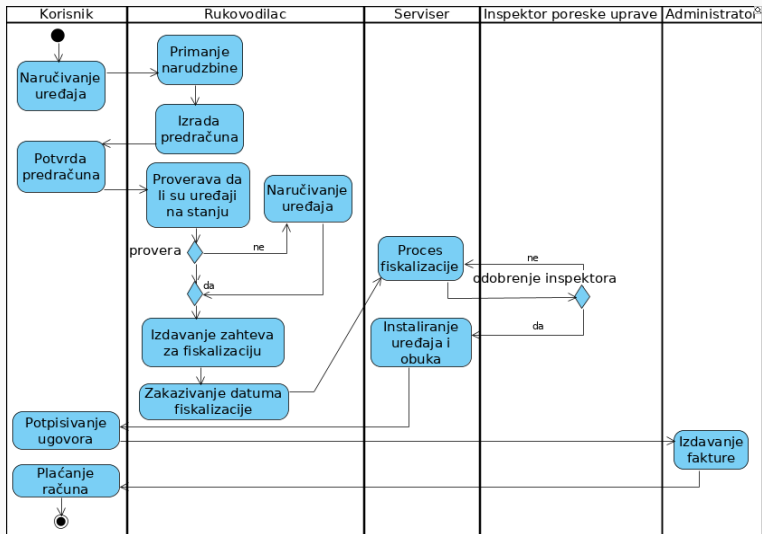 Korisnik
Rukovodilac
Serviser
Inspektor poreske uprave
Administrator
Naručivanje
uređaja
Primanje
narudzbine
Izrada
predračuna
Potvrda
predračuna
Proverava da
li su uređaji
na stanju
Naručivanje
uređaja
provera
ne
da
Izdavanje zahteva
za fiskalizaciju
Zakazivanje datuma
fiskalizacije
Proces
fiskalizacije
ne
odobrenje inspektora
da
Instaliranje
uređaja i
obuka
Potpisivanje
ugovora
Izdavanje
fakture
Plaćanje
računa